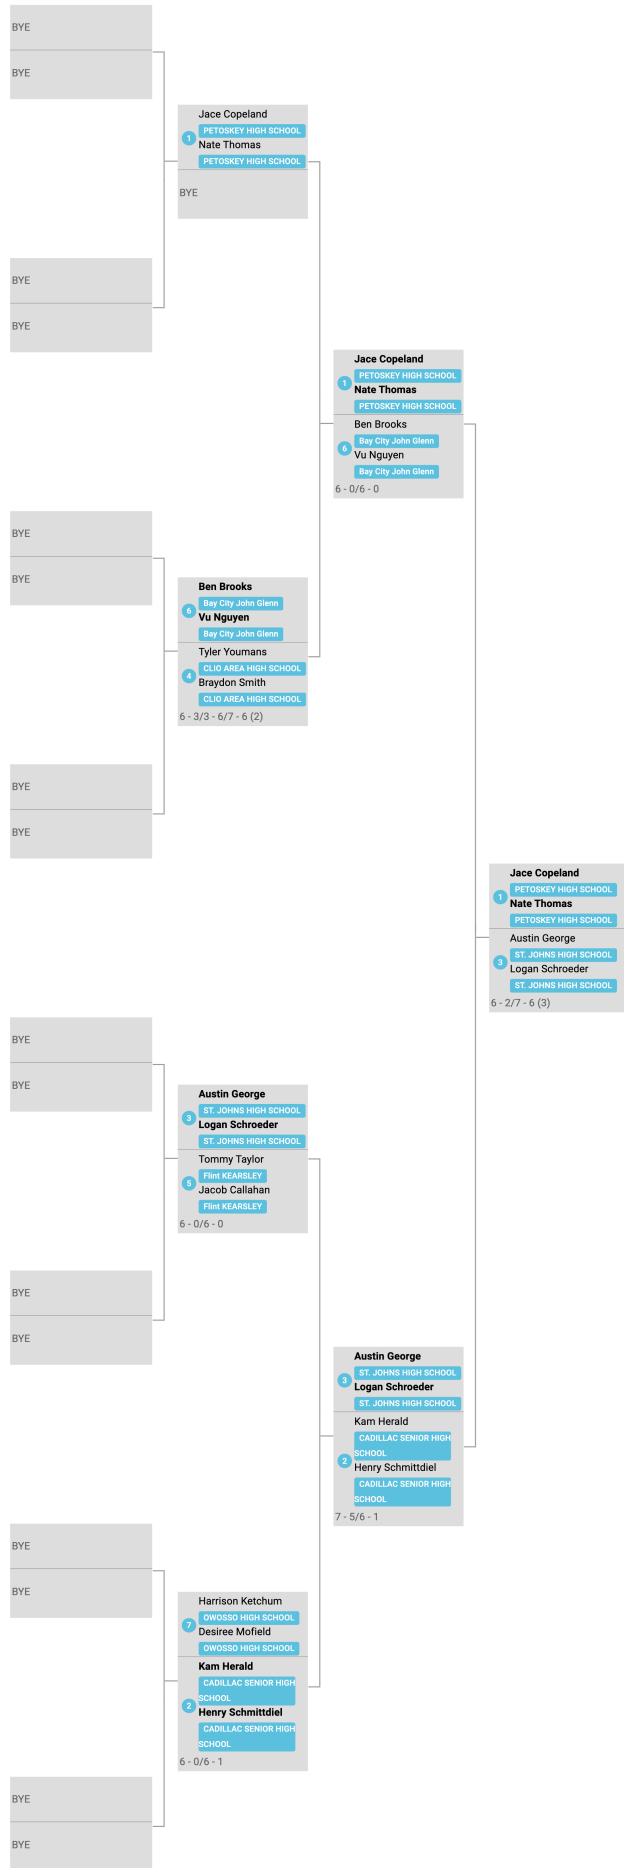 BYE
BYE
Jace Copeland
1
PETOSKEY HIGH SCHOOL
Nate Thomas
PETOSKEY HIGH SCHOOL
BYE
BYE
BYE
Jace Copeland
1
PETOSKEY HIGH SCHOOL
Nate Thomas
PETOSKEY HIGH SCHOOL
Ben Brooks
6
Bay City John Glenn
Vu Nguyen
Bay City John Glenn
6 - 0/6 - 0
BYE
BYE
Ben Brooks
6
Bay City John Glenn
Vu Nguyen
Bay City John Glenn
Tyler Youmans
4
CLIO AREA HIGH SCHOOL
Braydon Smith
CLIO AREA HIGH SCHOOL
6 - 3/3 - 6/7 - 6 (2)
BYE
BYE
Jace Copeland
1
PETOSKEY HIGH SCHOOL
Nate Thomas
PETOSKEY HIGH SCHOOL
Austin George
3
ST. JOHNS HIGH SCHOOL
Logan Schroeder
ST. JOHNS HIGH SCHOOL
6 - 2/7 - 6 (3)
BYE
BYE
Austin George
3
ST. JOHNS HIGH SCHOOL
Logan Schroeder
ST. JOHNS HIGH SCHOOL
Tommy Taylor
5
Flint KEARSLEY
Jacob Callahan
Flint KEARSLEY
6 - 0/6 - 0
BYE
BYE
Austin George
3
ST. JOHNS HIGH SCHOOL
Logan Schroeder
ST. JOHNS HIGH SCHOOL
Kam Herald
2
CADILLAC SENIOR HIGH
SCHOOL
Henry Schmittdiel
CADILLAC SENIOR HIGH
SCHOOL
7 - 5/6 - 1
BYE
BYE
Harrison Ketchum
7
OWOSSO HIGH SCHOOL
Desiree Mofield
OWOSSO HIGH SCHOOL
Kam Herald
2
CADILLAC SENIOR HIGH
SCHOOL
Henry Schmittdiel
CADILLAC SENIOR HIGH
SCHOOL
6 - 0/6 - 1
BYE
BYE